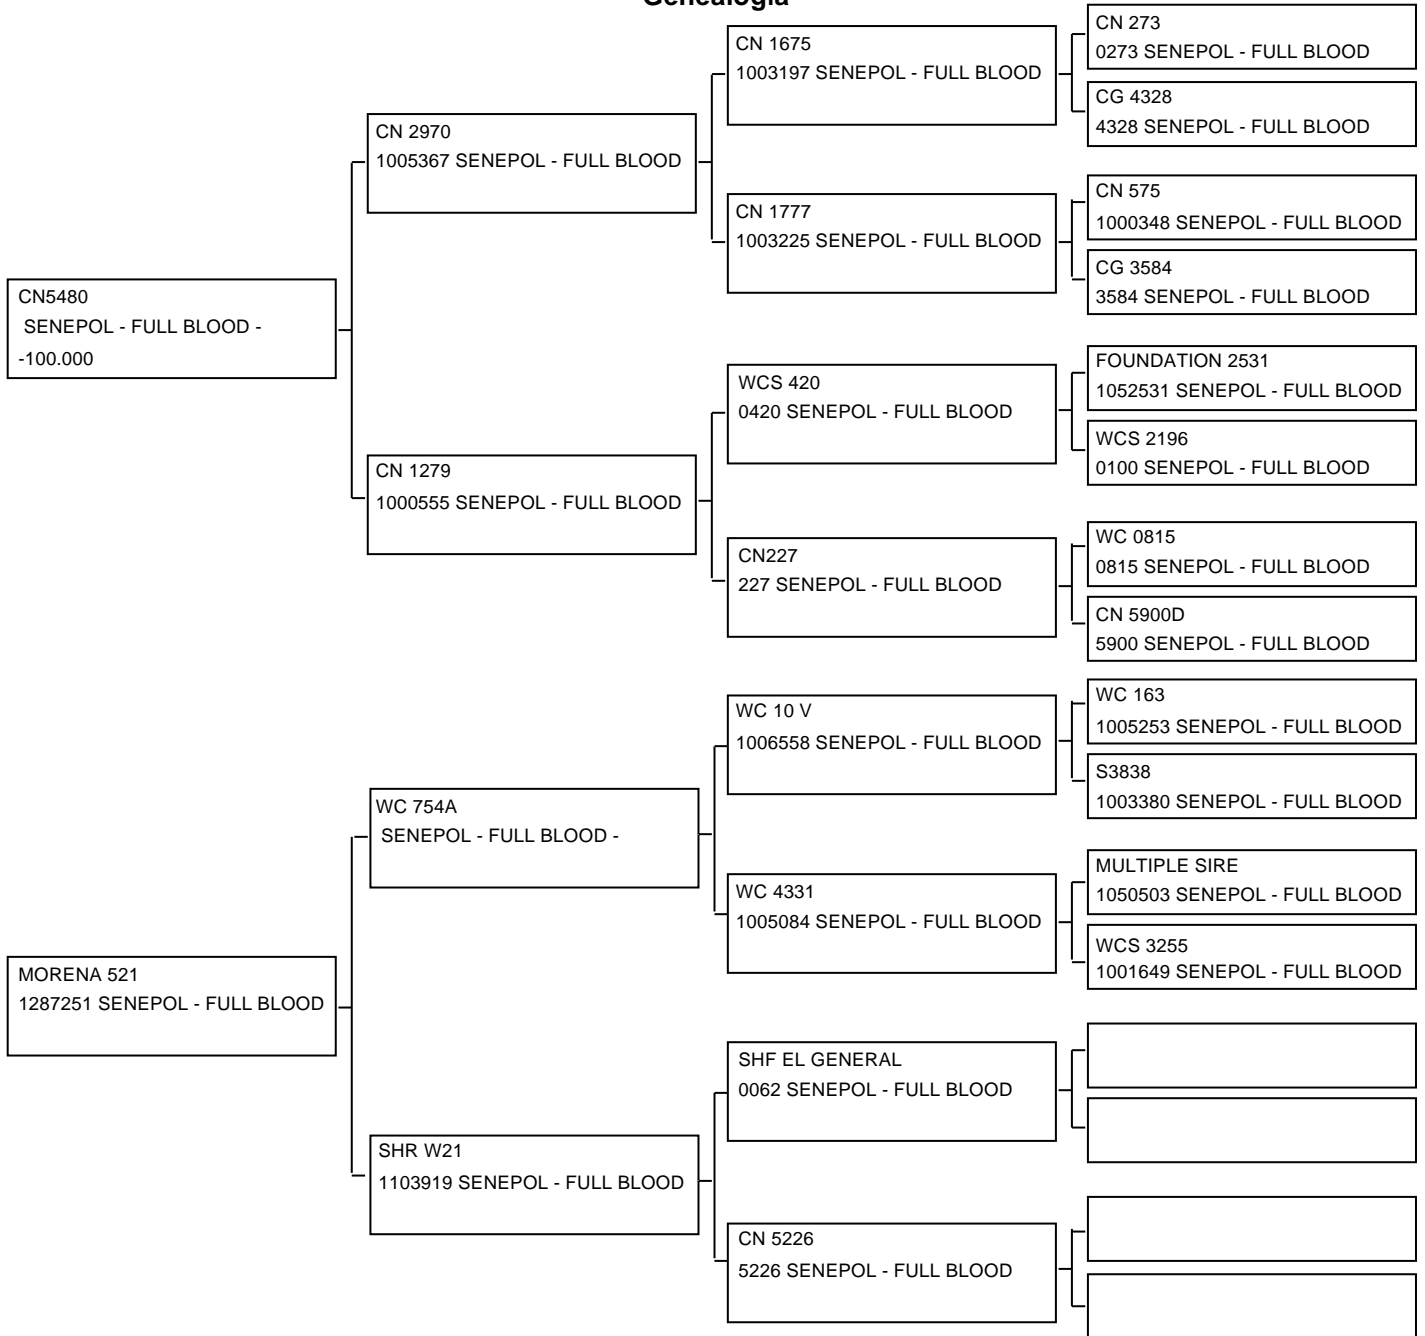 Genealogia
CN 273
0273 SENEPOL - FULL BLOOD
CN 1675
1003197 SENEPOL - FULL BLOOD
CG 4328
4328 SENEPOL - FULL BLOOD
CN 2970
1005367 SENEPOL - FULL BLOOD
CN 575
1000348 SENEPOL - FULL BLOOD
CN 1777
1003225 SENEPOL - FULL BLOOD
CG 3584
3584 SENEPOL - FULL BLOOD
CN5480
SENEPOL - FULL BLOOD -
-100.000
FOUNDATION 2531
1052531 SENEPOL - FULL BLOOD
WCS 420
0420 SENEPOL - FULL BLOOD
WCS 2196
0100 SENEPOL - FULL BLOOD
CN 1279
1000555 SENEPOL - FULL BLOOD
WC 0815
0815 SENEPOL - FULL BLOOD
CN227
227 SENEPOL - FULL BLOOD
CN 5900D
5900 SENEPOL - FULL BLOOD
WC 163
1005253 SENEPOL - FULL BLOOD
WC 10 V
1006558 SENEPOL - FULL BLOOD
S3838
1003380 SENEPOL - FULL BLOOD
WC 754A
SENEPOL - FULL BLOOD -
MULTIPLE SIRE
1050503 SENEPOL - FULL BLOOD
WC 4331
1005084 SENEPOL - FULL BLOOD
WCS 3255
1001649 SENEPOL - FULL BLOOD
MORENA 521
1287251 SENEPOL - FULL BLOOD
SHF EL GENERAL
0062 SENEPOL - FULL BLOOD
SHR W21
1103919 SENEPOL - FULL BLOOD
CN 5226
5226 SENEPOL - FULL BLOOD